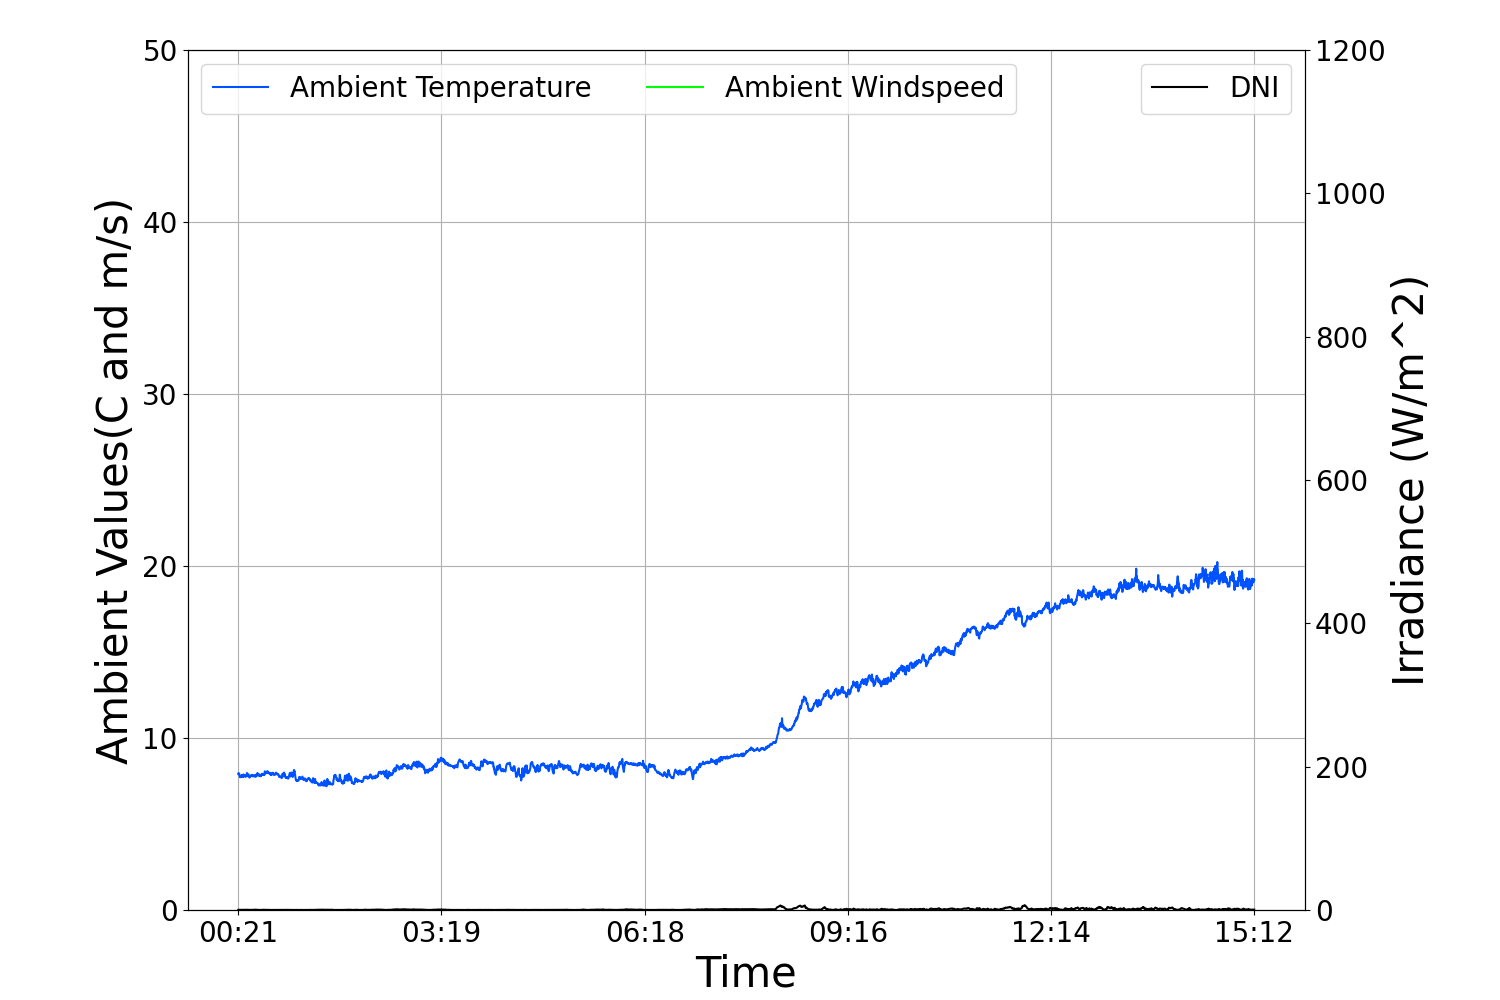 Ambient Temperature
Ambient Windspeed
DNI
Ambient Values(C and m/s)
50
40
30
20
10
0
1200
1000
800
600
400
200
0
Irradiance (W/m^2)
00:21 03:19 06:18 09:16 12:14 15:12
Time